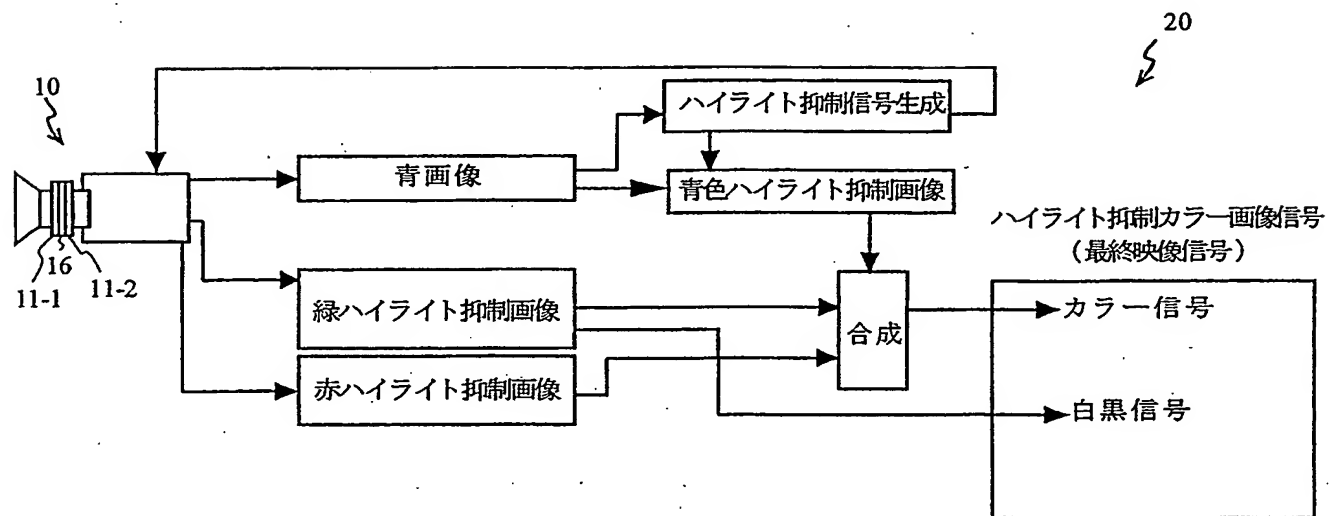 20
10
ハイライト抑制信号生成
青画像
青色ハイライト抑制画像
ハイライト抑制カラー画像信号
（最終映像信号）
16
11-1
11-2
緑ハイライト抑制画像
合成
カラー信号
赤ハイライト抑制画像
白黒信号